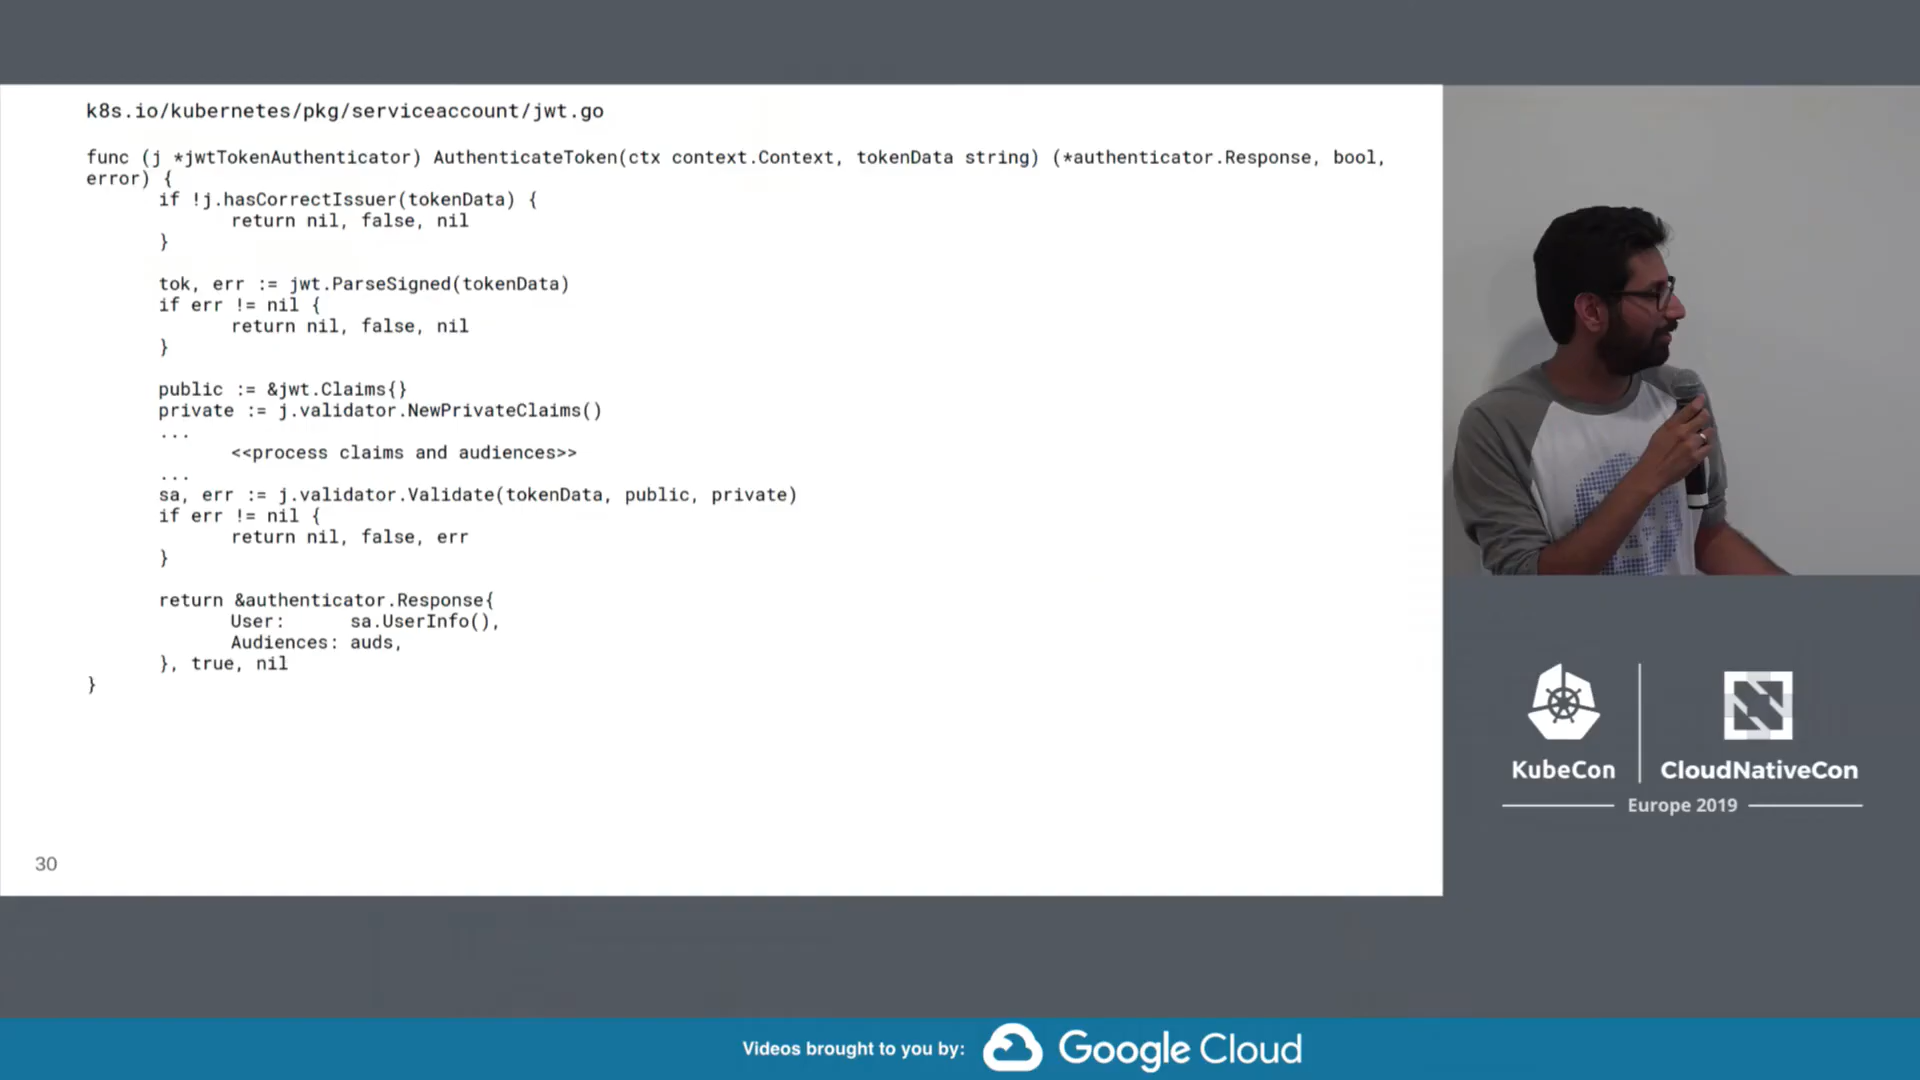 k8s.io/kubernetes/pkg/serviceaccount/jwt.go
func (j *jwtTokenAuthenticator) AuthenticateToken(ctx context.Context, tokenData string) (*authenticator.Response, bool,
error) {
if !j.hasCorrectIssuer(tokenData) {
return nil, false, nil
}
tok, err := jwt.ParseSigned(tokenData)
if err != nil {
return nil, false, nil
}
public := &jwt.Claims{}
private := j.validator.NewPrivateClaims()
...
<<process claims and audiences>>
...
sa, err := j.validator.Validate(tokenData, public, private)
if err != nil {
return nil, false, err
}
return &authenticator.Response{
User: sa.UserInfo(),
Audiences: auds,
}, true, nil
}
30
KubeCon
CloudNativeCon
Europe 2019
Videos brought to you by:
Google Cloud